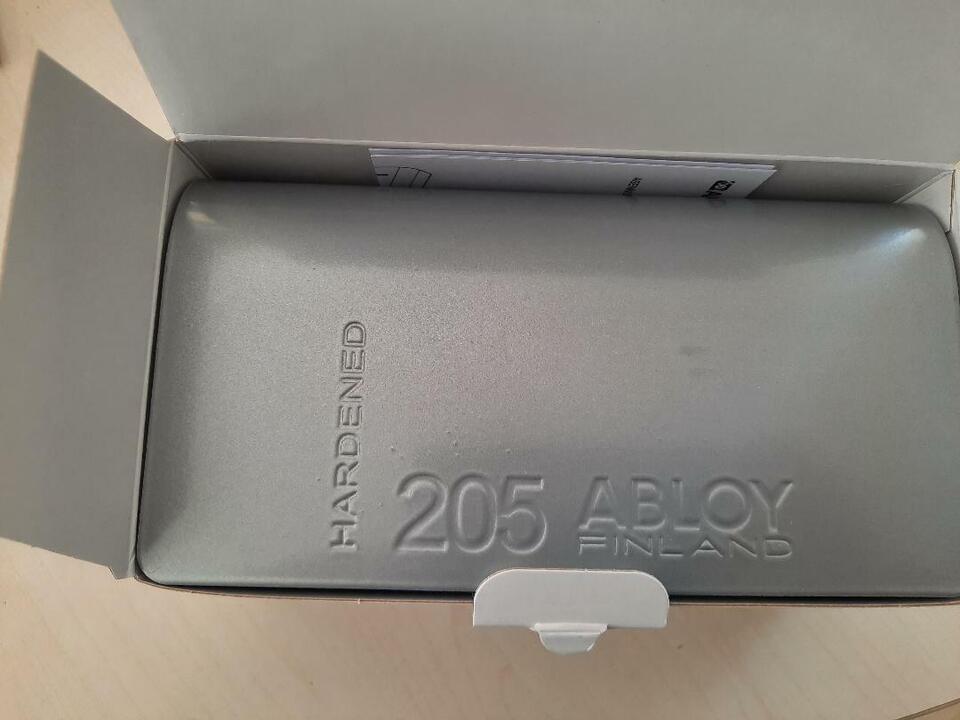 HARDENED
205 ABLOY
FINLAND